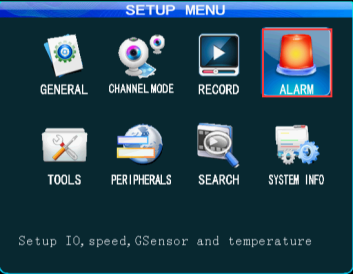 SETUP MENU
GENERAL CHANNEL MODE RECORD ALARM
TOOLS PERIPHERALS SEARCH SYSTEM INFO
Setup IO,speed,GSensor and temperature